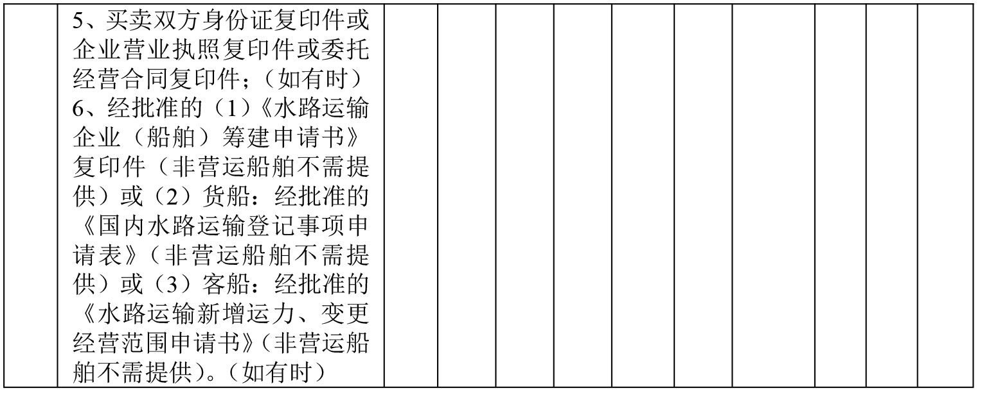 5、买卖双方身份证复印件或
企业营业执照复印件或委托
经营合同复印件；（如有时）
6、经批准的（1）《水路运输
企业（船舶）筹建申请书》
复印件（非营运船舶不需提
供）或（2）货船：经批准的
《国内水路运输登记事项申
请表》（非营运船舶不需提
供）或（3）客船：经批准的
《水路运输新增运力、变更
经营范围申请书》（非营运船
舶不需提供）。（如有时）